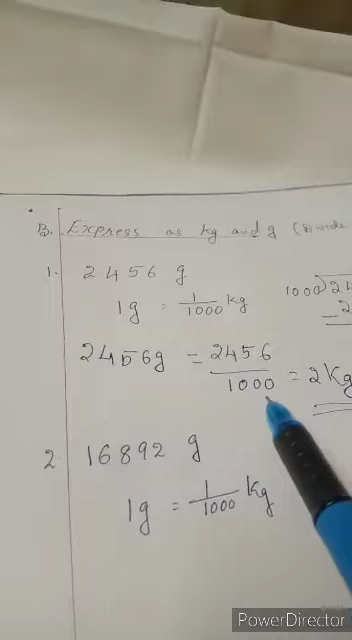 B. Express as kg and g (Divide
1. 2456 g
1g = 1/1000 kg
1000)24
- 2
2456g = 2456/1000 = 2Kg
2 16892 g
1g = 1/1000 Kg
PowerDirector